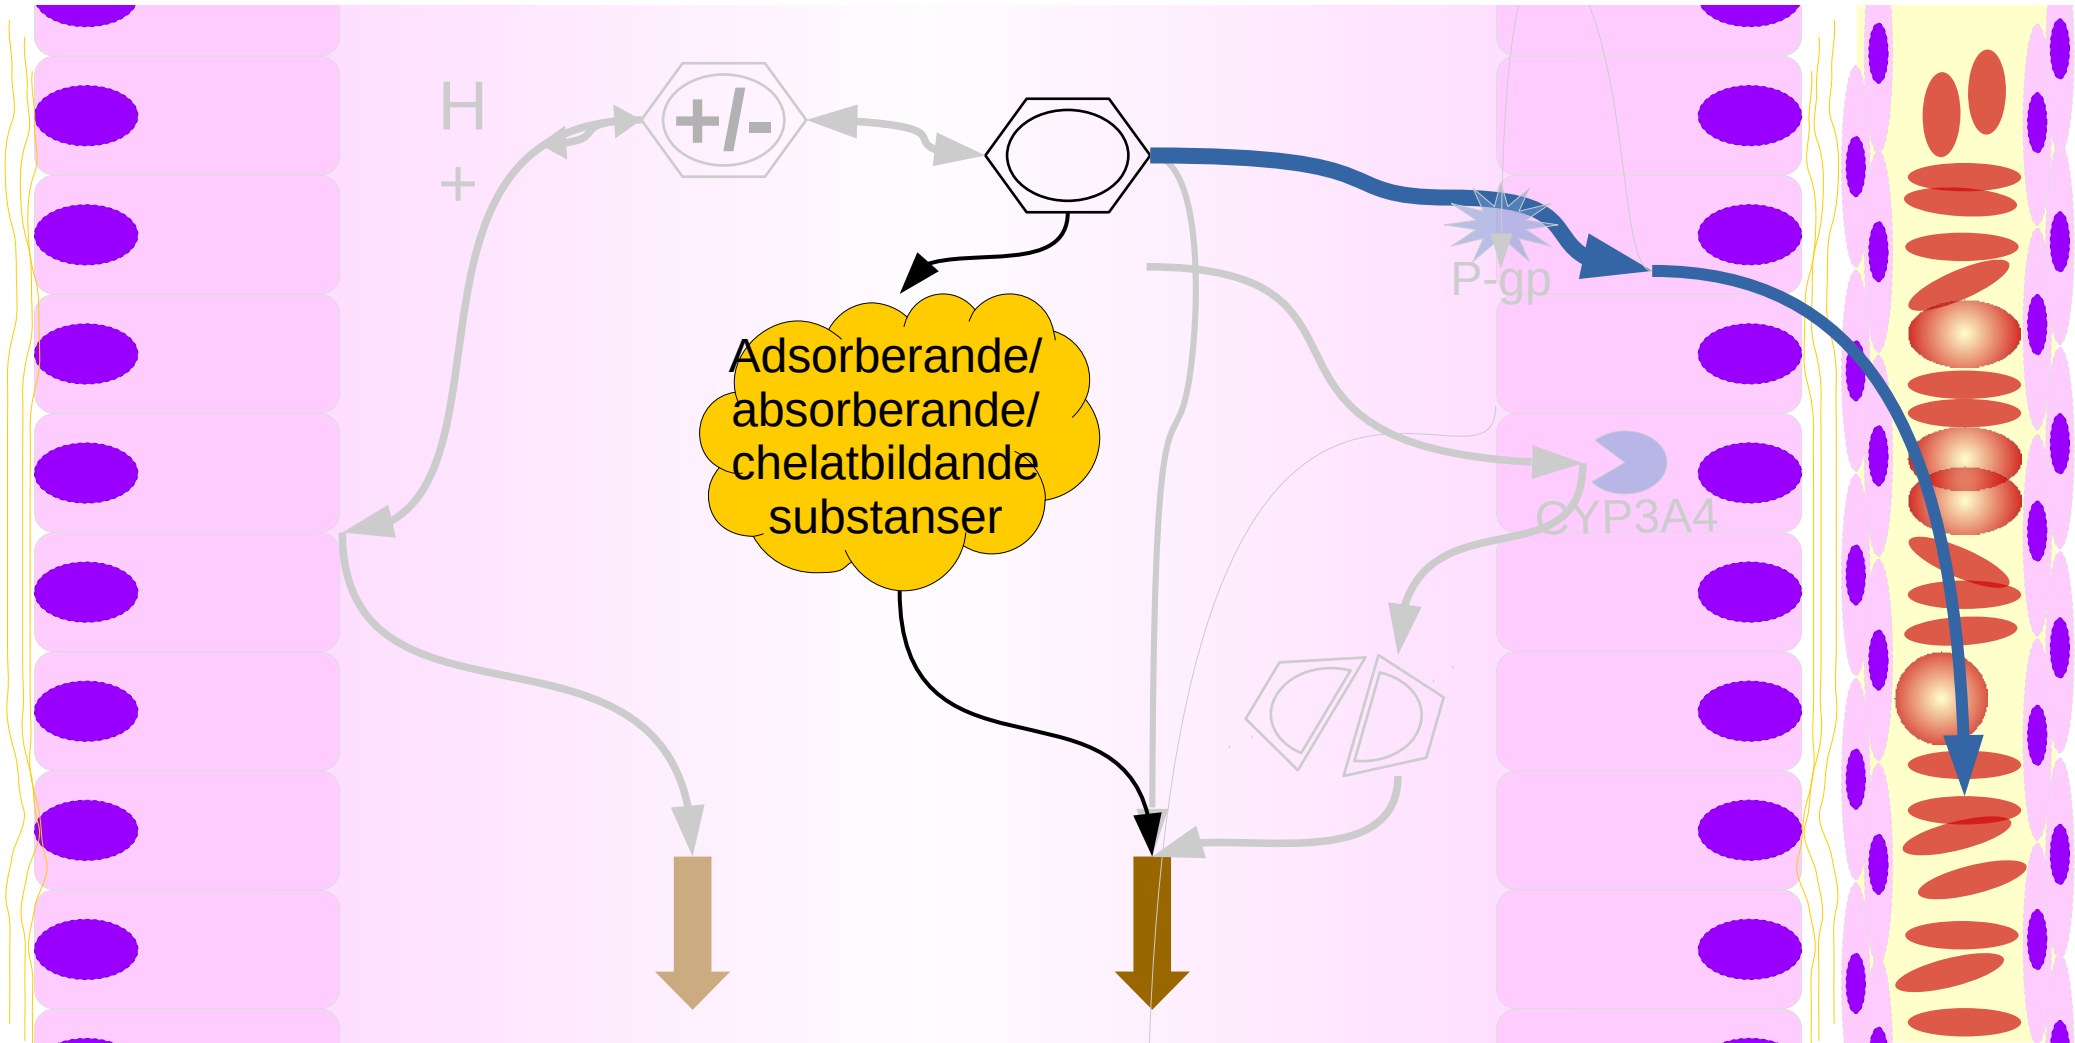 H
+
+/-
P-gp
Adsorberande/
absorberande/
chelatbildande
substanser
CYP3A4